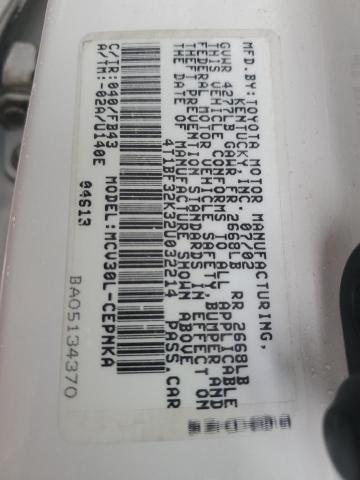 MFD.BY:TOYOTA MOTOR MANUFACTURING,
KENTUCKY,INC. 07/02
GVWR 4277LB GAWR FR 2668LB RR 2668LB
THIS VEHICLE CONFORMS TO ALL APPLICABLE
FEDERAL MOTOR VEHICLE SAFETY,BUMPER AND
THEFT PREVENTION STANDARDS IN EFFECT ON
THE DATE OF MANUFACTURE SHOWN ABOVE
4T1BF32K32U032214 PASS.CAR
C/TR:040/FB43 MODEL:MCV30L-CEPNKA
A/TM:-02A/U140E
04S13
BA05134370